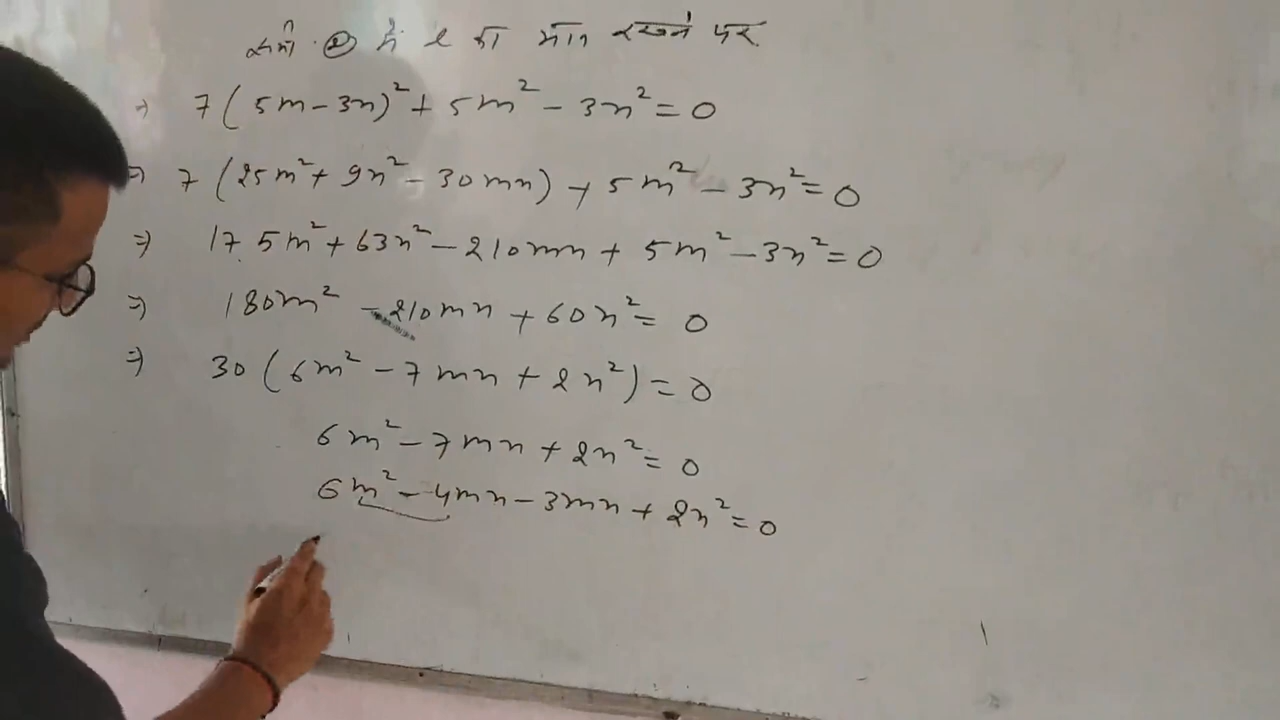 समी ② में l का मान रखने पर
⇒ 7(5m - 3n)² + 5m² - 3n² = 0
⇒ 7(25m² + 9n² - 30mn) + 5m² - 3n² = 0
⇒ 175m² + 63n² - 210mn + 5m² - 3n² = 0
⇒ 180m² - 210mn + 60n² = 0
⇒ 30(6m² - 7mn + 2n²) = 0
6m² - 7mn + 2n² = 0
6m² - 4mn - 3mn + 2n² = 0